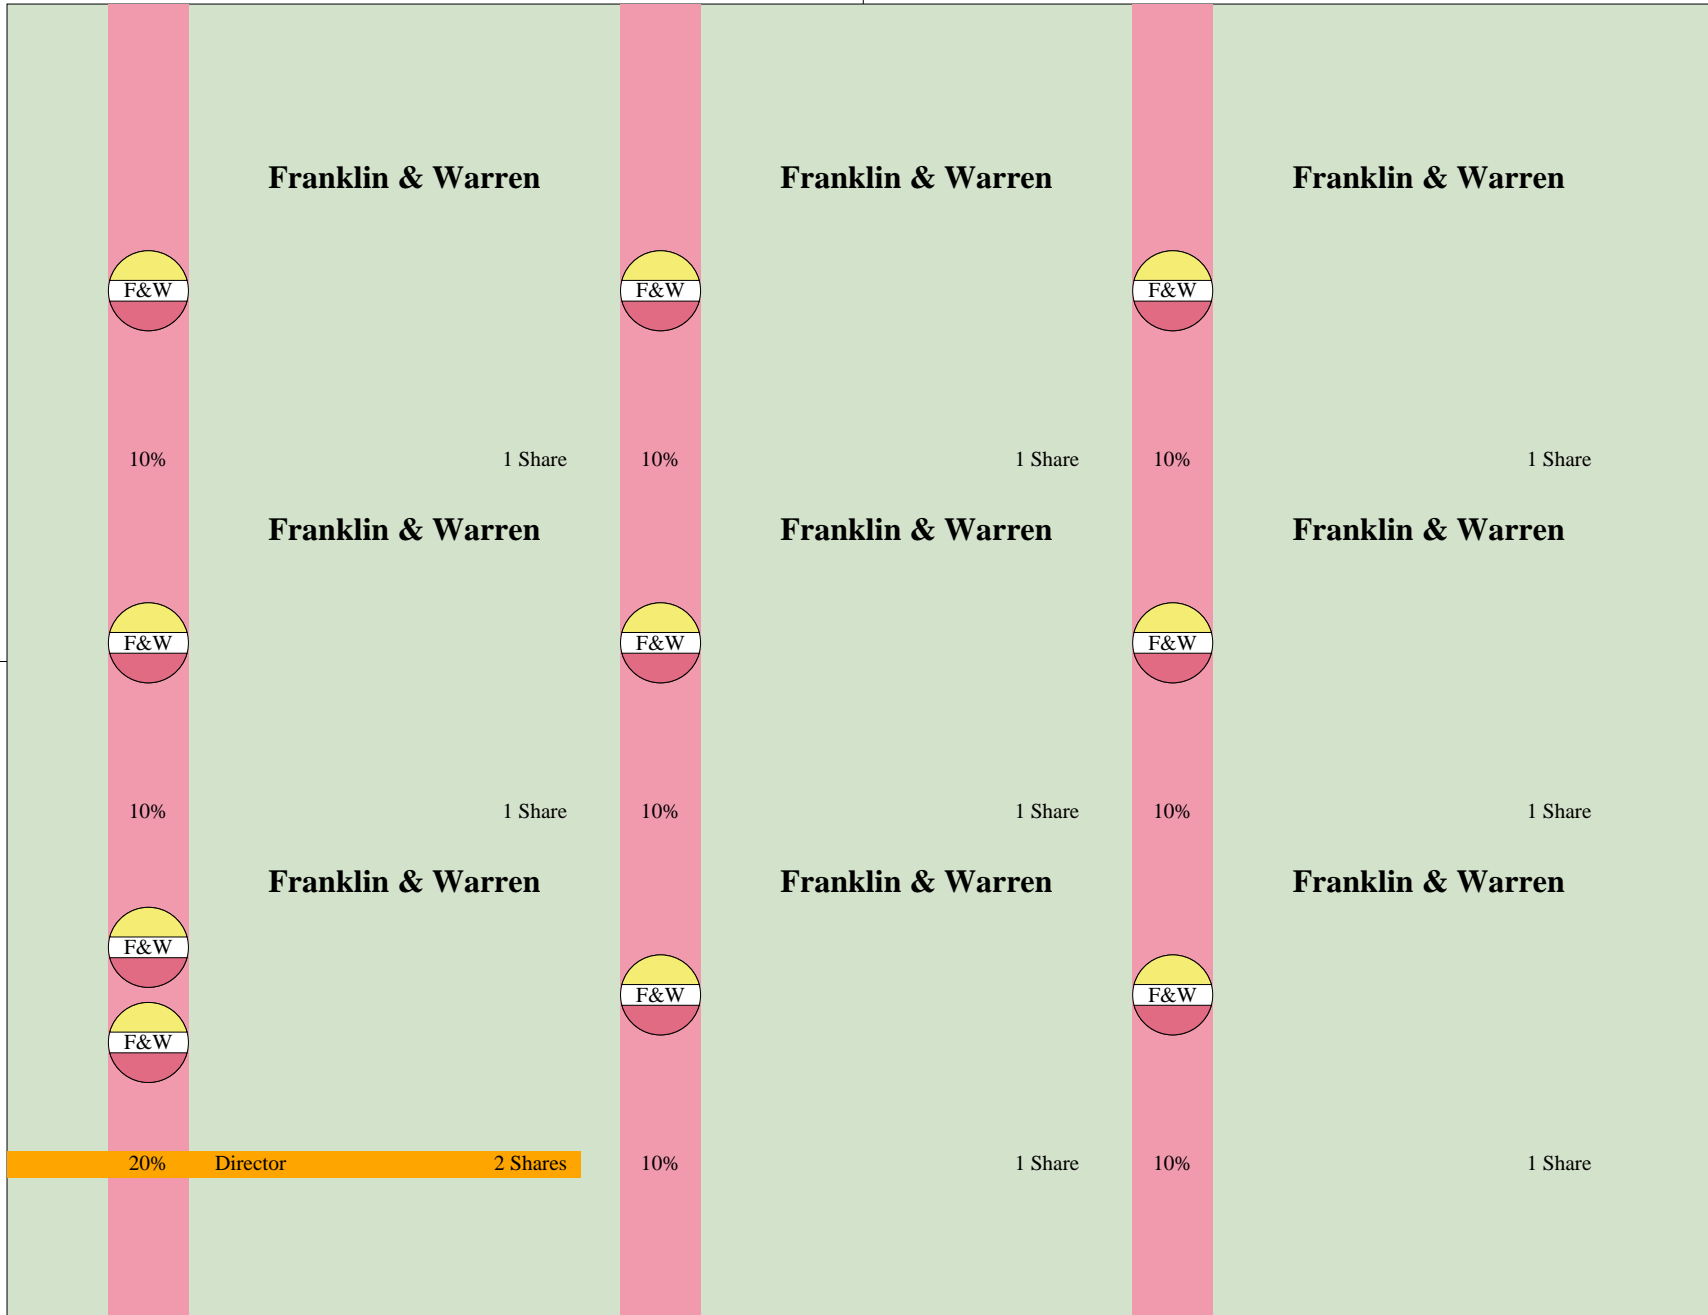 Franklin & Warren Franklin & Warren Franklin & Warren
F&W F&W F&W
10% 1 Share 10% 1 Share 10% 1 Share
Franklin & Warren Franklin & Warren Franklin & Warren
F&W F&W F&W
10% 1 Share 10% 1 Share 10% 1 Share
Franklin & Warren Franklin & Warren Franklin & Warren
F&W
F&W F&W
F&W
20% Director 2 Shares 10% 1 Share 10% 1 Share